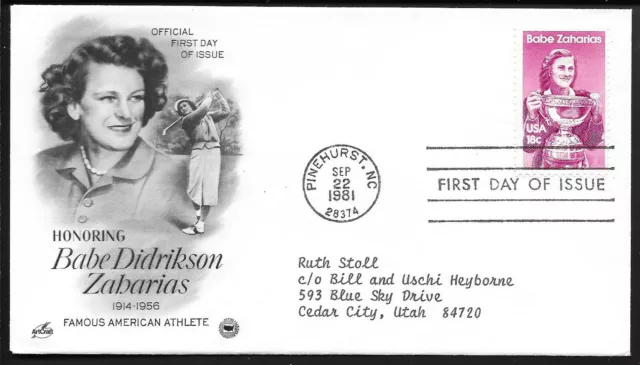 OFFICIAL
FIRST DAY
OF ISSUE
HONORING
Babe Didrikson
Zaharias
1914-1956
FAMOUS AMERICAN ATHLETE
ArtCraft
Babe Zaharias
USA
18c
PINEHURST, NC
SEP
22
1981
28374
FIRST DAY OF ISSUE
Ruth Stoll
c/o Bill and Uschi Heyborne
593 Blue Sky Drive
Cedar City, Utah 84720